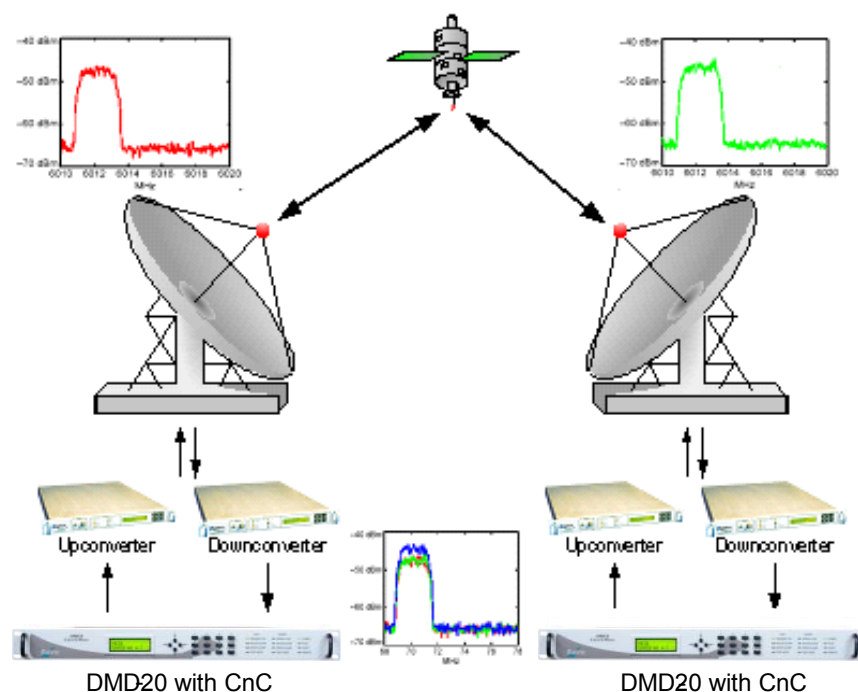 -40 dBm
-50 dBm
-60 dBm
-70 dBm
6010 6012 6014 6016 6018 6020
MHz
-40 dBm
-50 dBm
-60 dBm
-70 dBm
6010 6012 6014 6016 6018 6020
MHz
Upconverter
Downconverter
Upconverter
Downconverter
-40 dBm
-50 dBm
-60 dBm
-70 dBm
68 70 72 74 76 78
MHz
DMD20 with CnC
DMD20 with CnC